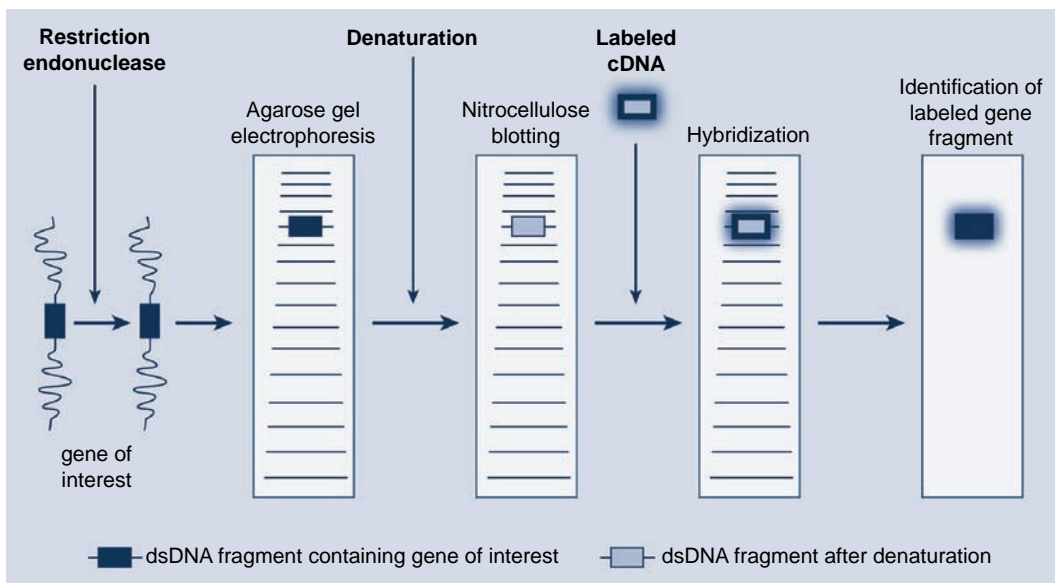 Restriction
endonuclease
Denaturation
Labeled
cDNA
Agarose gel
electrophoresis
Nitrocellulose
blotting
Hybridization
Identification of
labeled gene
fragment
gene of
interest
dsDNA fragment containing gene of interest
dsDNA fragment after denaturation